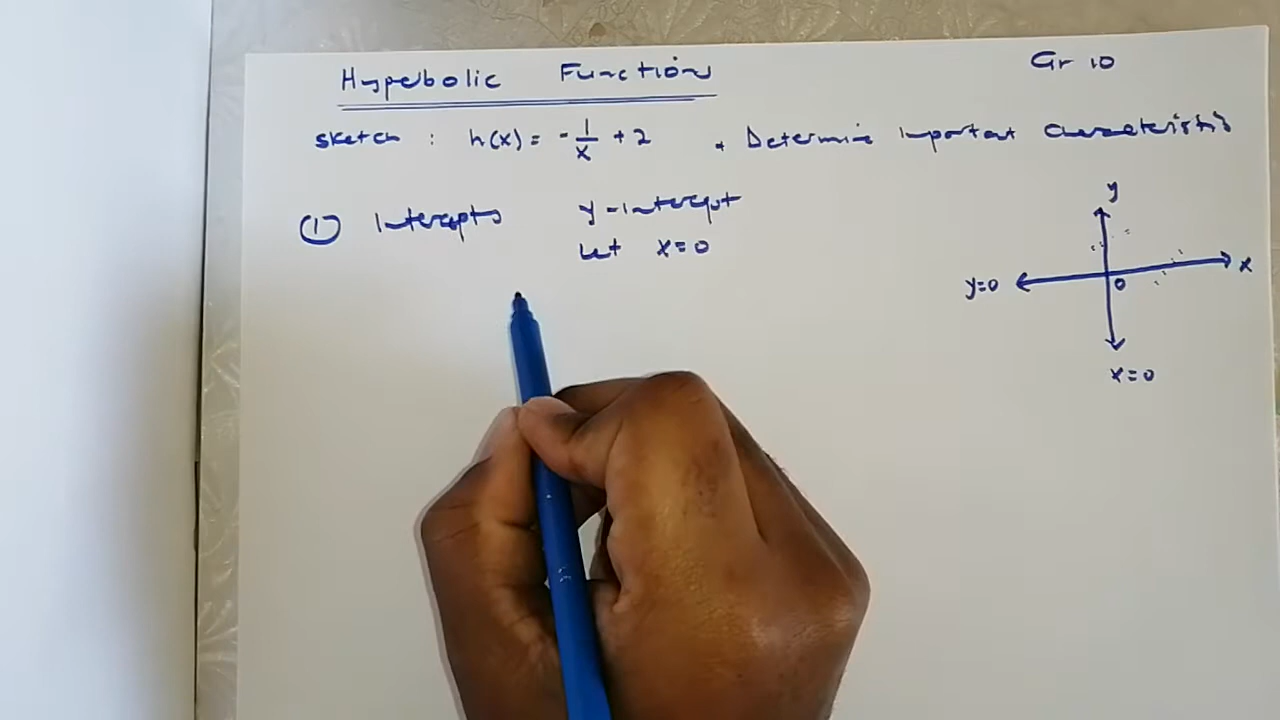 Hyperbolic Function
Gr 10
sketch : h(x) = -1/x + 2 . Determine important characteristics
① Intercepts y-intercept
Let x=0
y
x
y=0
0
x=0